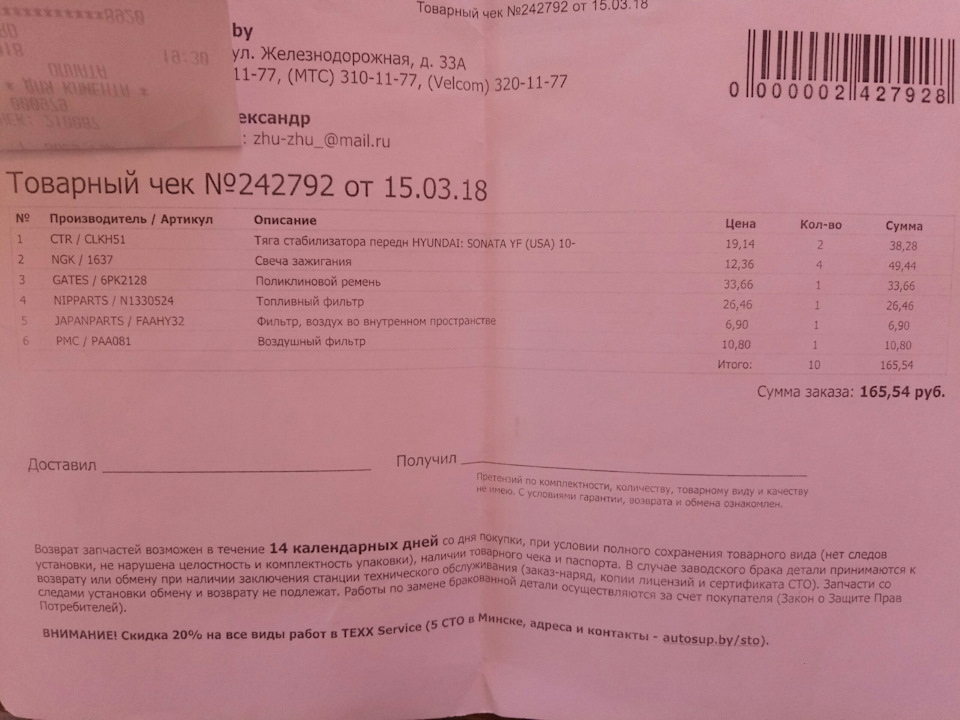 Товарный чек №242792 от 15.03.18
by
ул. Железнодорожная, д. 33А
11-77, (МТС) 310-11-77, (Velcom) 320-11-77
0 000002 427928
ександр
: zhu-zhu_@mail.ru
Товарный чек №242792 от 15.03.18
№ Производитель / Артикул Описание Цена Кол-во Сумма
1 CTR / CLKH51 Тяга стабилизатора передн HYUNDAI: SONATA YF (USA) 10- 19,14 2 38,28
2 NGK / 1637 Свеча зажигания 12,36 4 49,44
3 GATES / 6PK2128 Поликлиновой ремень 33,66 1 33,66
4 NIPPARTS / N1330524 Топливный фильтр 26,46 1 26,46
5 JAPANPARTS / FAAHY32 Фильтр, воздух во внутренном пространстве 6,90 1 6,90
6 PMC / PAA081 Воздушный фильтр 10,80 1 10,80
Итого: 10 165,54
Сумма заказа: 165,54 руб.
Доставил Получил
Претензий по комплектности, количеству, товарному виду и качеству
не имею. С условиями гарантии, возврата и обмена ознакомлен.
Возврат запчастей возможен в течение 14 календарных дней со дня покупки, при условии полного сохранения товарного вида (нет следов
установки, не нарушена целостность и комплектность упаковки), наличии товарного чека и паспорта. В случае заводского брака детали принимаются к
возврату или обмену при наличии заключения станции технического обслуживания (заказ-наряд, копии лицензий и сертификата СТО). Запчасти со
следами установки обмену и возврату не подлежат. Работы по замене бракованной детали осуществляются за счет покупателя (Закон о Защите Прав
Потребителей).
ВНИМАНИЕ! Скидка 20% на все виды работ в TEXX Service (5 СТО в Минске, адреса и контакты - autosup.by/sto).